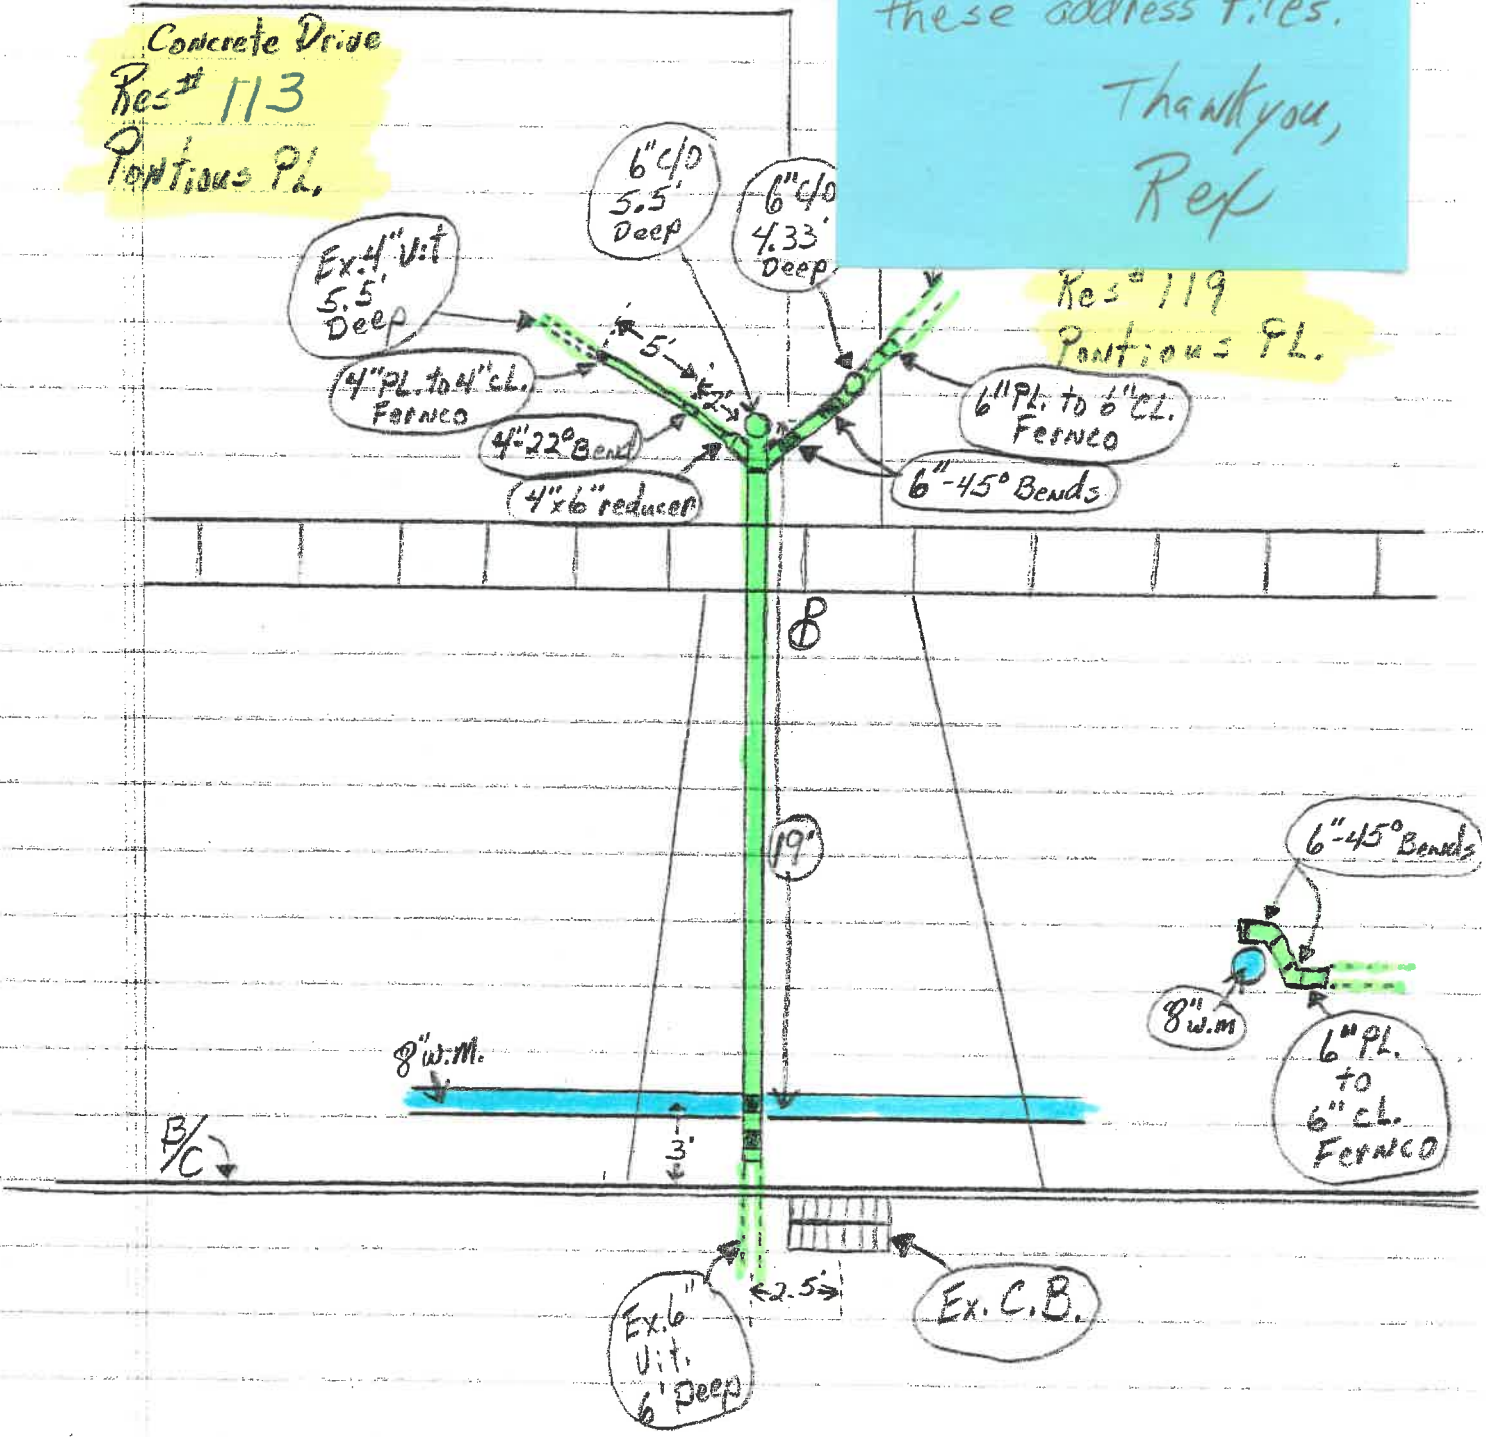 these address files.
Thankyou,
Rex
Concrete Drive
Res# 113
Pontious PL.
6" c/o
5.5'
Deep
6" c/o
4.33'
Deep
Res# 119
Pontious PL.
Ex. 4" Vit
5.5'
Deep
5'
2'
4" PL. to 4" CL.
Fernco
4"-22° Bend
(4"x6" reducer
6" PL. to 6" CL.
Fernco
6"-45° Bends
19'
6"-45° Bends
8" w.m
6" PL.
to
6" CL.
Fernco
8" w.m.
B/C
3'
2.5'
Ex. 6"
Vit.
6' Deep
Ex. C.B.